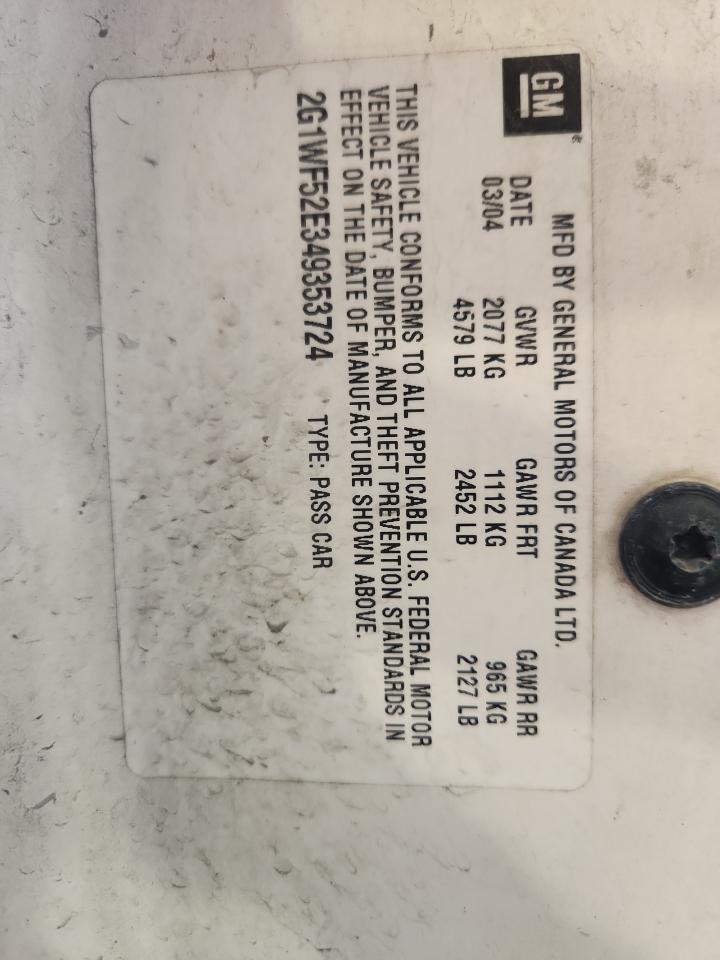 GM
MFD BY GENERAL MOTORS OF CANADA LTD.
DATE GVWR GAWR FRT GAWR RR
03/04 2077 KG 1112 KG 965 KG
4579 LB 2452 LB 2127 LB
THIS VEHICLE CONFORMS TO ALL APPLICABLE U.S. FEDERAL MOTOR
VEHICLE SAFETY, BUMPER, AND THEFT PREVENTION STANDARDS IN
EFFECT ON THE DATE OF MANUFACTURE SHOWN ABOVE.
2G1WF52E349353724 TYPE: PASS CAR